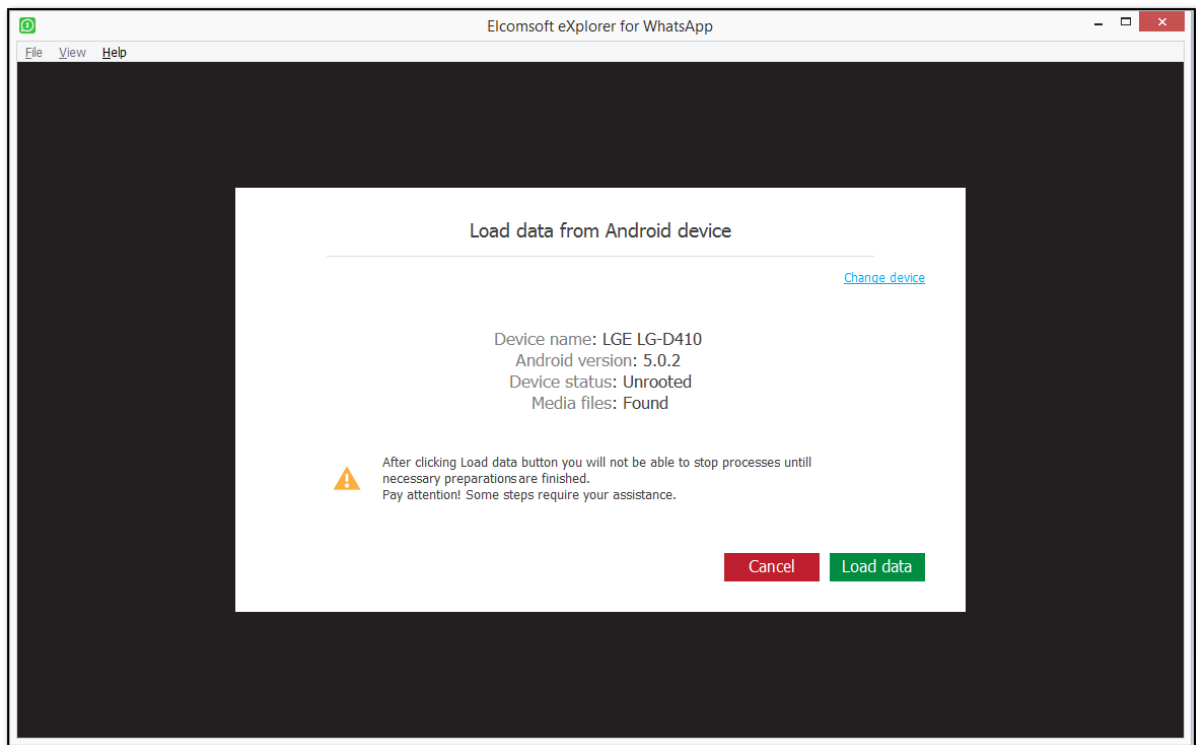 Elcomsoft eXplorer for WhatsApp
File View Help
Load data from Android device
Change device
Device name: LGE LG-D410
Android version: 5.0.2
Device status: Unrooted
Media files: Found
After clicking Load data button you will not be able to stop processes untill
necessary preparations are finished.
Pay attention! Some steps require your assistance.
Cancel Load data